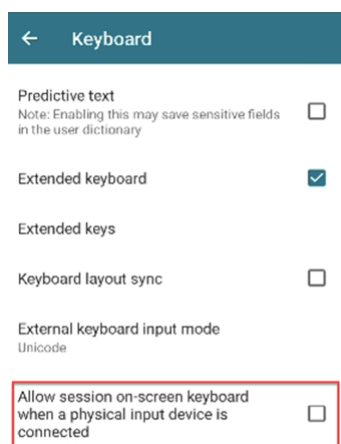 Keyboard
Predictive text
Note: Enabling this may save sensitive fields
in the user dictionary
Extended keyboard
Extended keys
Keyboard layout sync
External keyboard input mode
Unicode
Allow session on-screen keyboard
when a physical input device is
connected